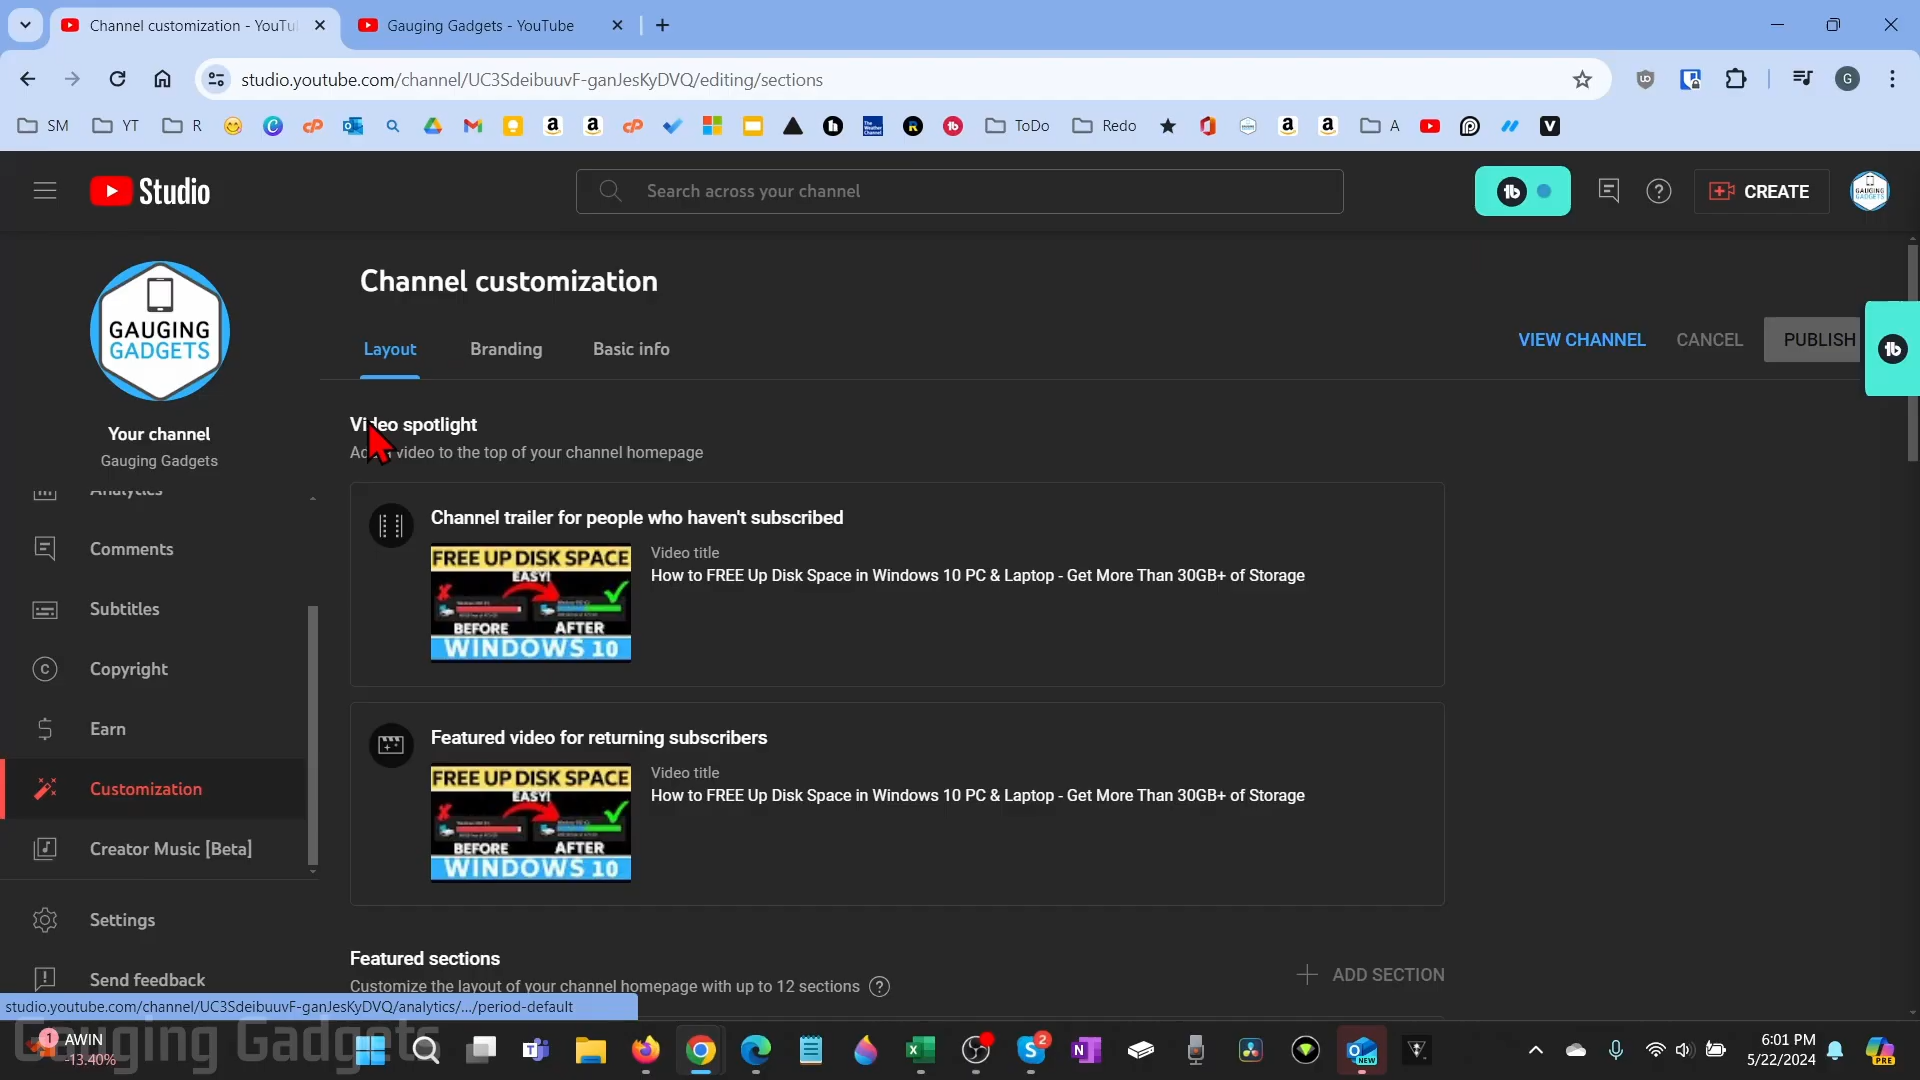 Channel customization - YouTu
Gauging Gadgets - YouTube
studio.youtube.com/channel/UC3SdeibuuvF-ganJesKyDVQ/editing/sections
G
SM
YT
R
ToDo
Redo
A
Studio
Search across your channel
CREATE
GAUGING
GADGETS
Your channel
Gauging Gadgets
Analytics
Comments
Subtitles
Copyright
Earn
Customization
Creator Music [Beta]
Settings
Send feedback
Channel customization
Layout
Branding
Basic info
VIEW CHANNEL
CANCEL
PUBLISH
Video spotlight
video to the top of your channel homepage
Channel trailer for people who haven't subscribed
FREE UP DISK SPACE
EASY!
BEFORE
AFTER
WINDOWS 10
Video title
How to FREE Up Disk Space in Windows 10 PC & Laptop - Get More Than 30GB+ of Storage
Featured video for returning subscribers
FREE UP DISK SPACE
EASY!
BEFORE
AFTER
WINDOWS 10
Video title
How to FREE Up Disk Space in Windows 10 PC & Laptop - Get More Than 30GB+ of Storage
Featured sections
Customize the layout of your channel homepage with up to 12 sections
ADD SECTION
studio.youtube.com/channel/UC3SdeibuuvF-ganJesKyDVQ/analytics/.../period-default
Gauging Gadgets
1
AWIN
-13.40%
2
NEW
6:01 PM
5/22/2024
PRE